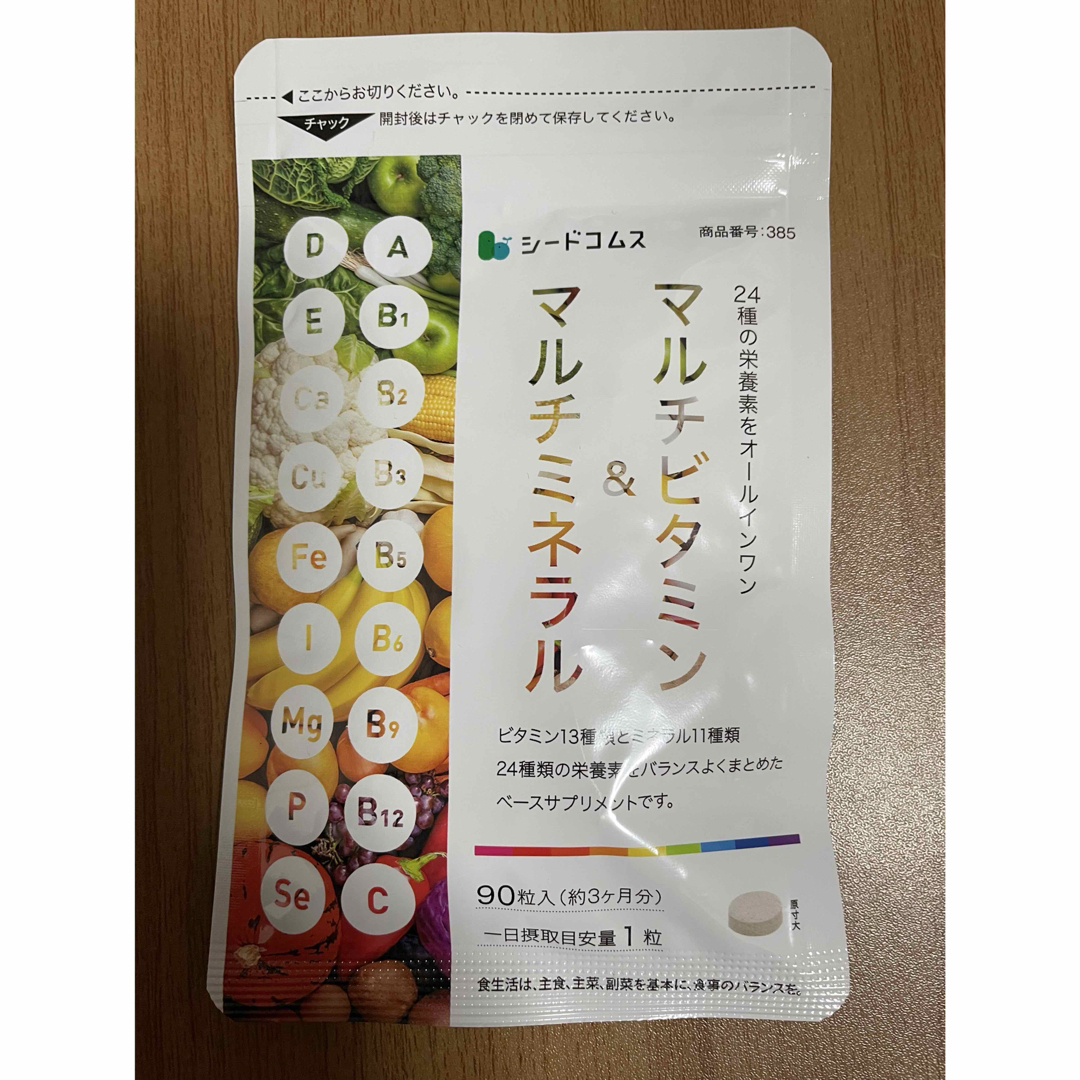 ここからお切りください。
チャック
開封後はチャックを閉めて保存してください。
シードコムス
商品番号:385
24種の栄養素をオールインワン
マルチビタミン
&
マルチミネラル
D
A
E
B1
Ca
B2
Cu
B3
Fe
B5
I
B6
Mg
B9
P
B12
Se
C
ビタミン13種類とミネラル11種類
24種類の栄養素をバランスよくまとめた
ベースサプリメントです。
90粒入(約3ヶ月分)
一日摂取目安量1粒
原寸大
食生活は、主食、主菜、副菜を基本に、食事のバランスを。